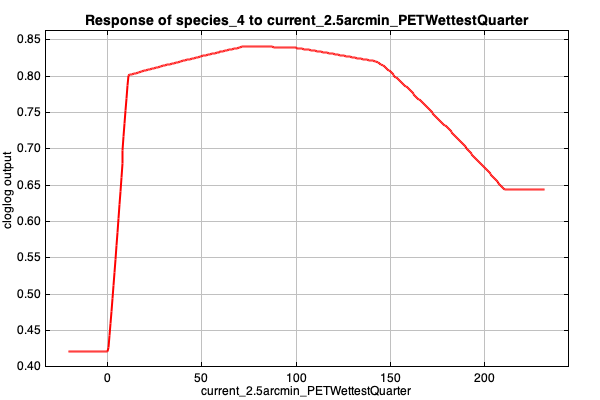 Response of species_4 to current_2.5arcmin_PETWettestQuarter
0.85
0.80
0.75
0.70
0.65
0.60
0.55
0.50
0.45
0.40
cloglog output
0 50 100 150 200
current_2.5arcmin_PETWettestQuarter